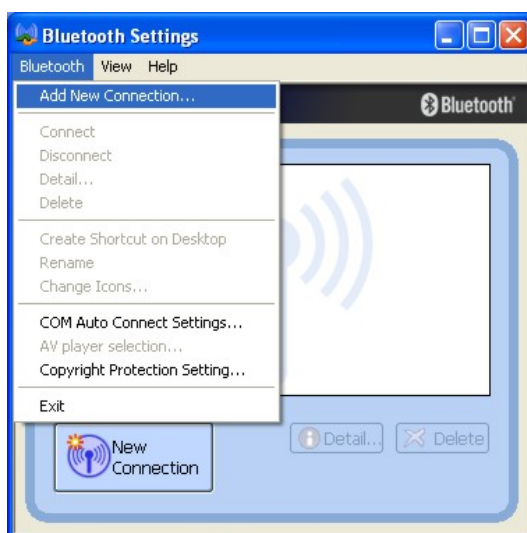 Bluetooth Settings
Bluetooth View Help
Add New Connection...
Bluetooth
Connect
Disconnect
Detail...
Delete
Create Shortcut on Desktop
Rename
Change Icons...
COM Auto Connect Settings...
AV player selection...
Copyright Protection Setting...
Exit
New
Connection
Detail...
Delete